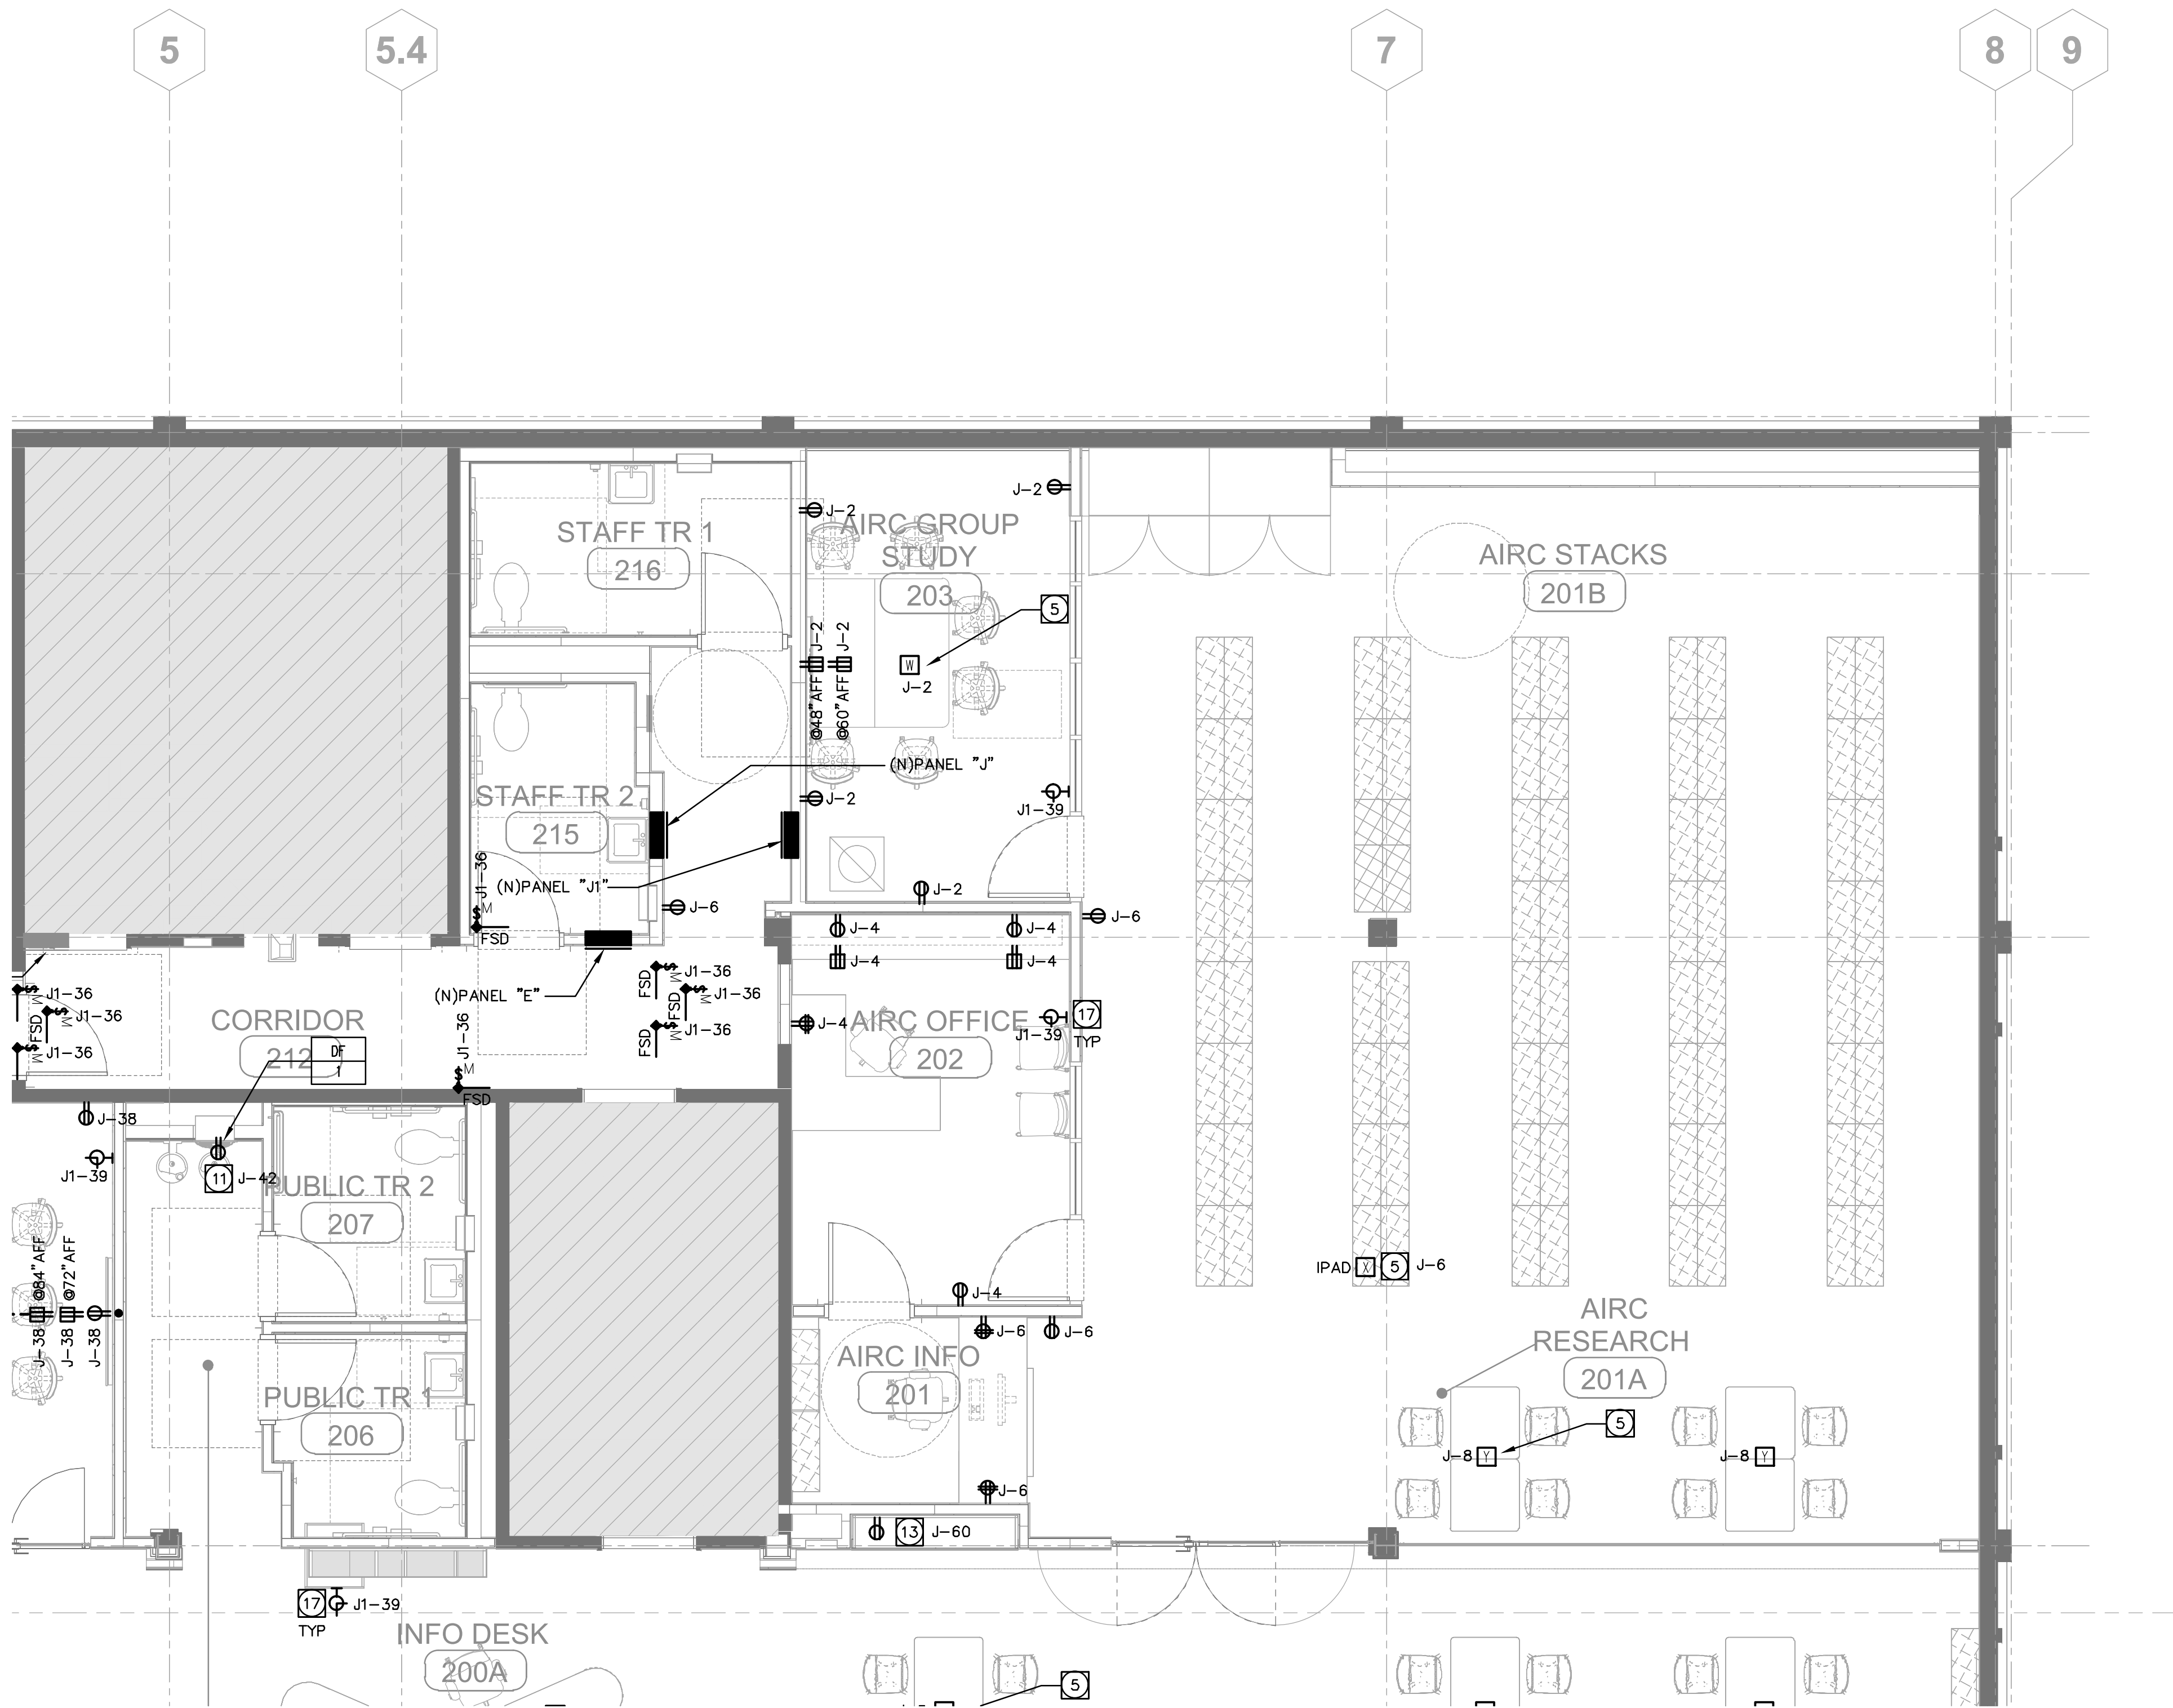 5
5.4
7
8
9
J-2
J-2
STAFF TR 1
216
AIRC GROUP
STUDY
203
AIRC STACKS
201B
5
J-2
J-2
W
J-2
@48"AFF
@60"AFF
(N)PANEL "J"
STAFF TR 2
215
J-2
J1-39
(N)PANEL "J1"
J1-36
M
FSD
J-2
J-6
J-6
J-4
J-4
J-4
J-4
J1-36
M
FSD
J1-36
M
FSD
J1-36
M
FSD
(N)PANEL "E"
J1-36
M
J1-36
M
FSD
J1-36
M
CORRIDOR
212
DF
1
J1-36
M
FSD
J-4
AIRC OFFICE
202
J1-39
17
TYP
J-38
J1-39
11
J-42
PUBLIC TR 2
207
@84"AFF
@72"AFF
J-38
J-38
J-38
IPAD
X
5
J-6
J-4
J-6
J-6
AIRC INFO
201
AIRC
RESEARCH
201A
PUBLIC TR 1
206
5
J-8
Y
J-8
Y
J-6
13
J-60
17
TYP
J1-39
INFO DESK
200A
5